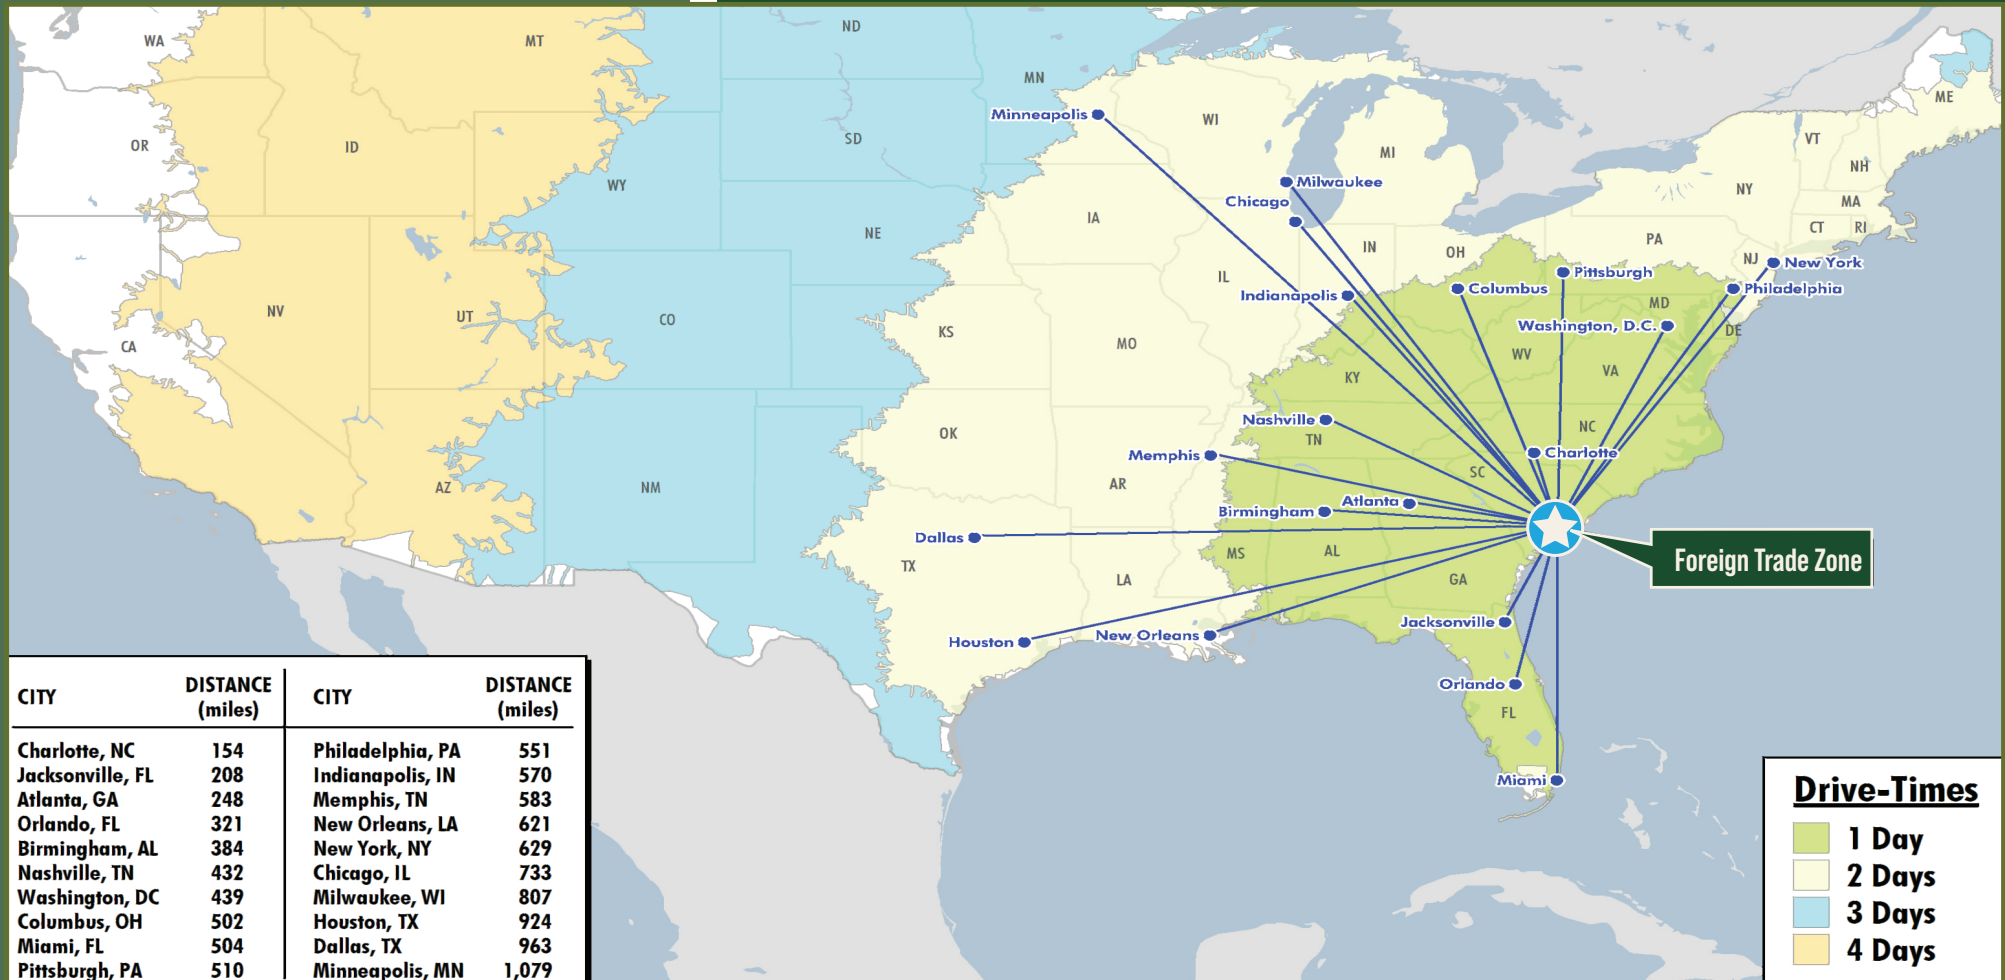 WA
MT
ND
MN
ME
OR
ID
SD
WI
MI
VT
NH
Minneapolis
WY
Milwaukee
NY
MA
Chicago
IA
CT
RI
NE
IN
OH
PA
NJ
New York
IL
Pittsburgh
Columbus
Philadelphia
Indianapolis
MD
NV
UT
CO
Washington, D.C.
DE
CA
KS
MO
WV
VA
KY
Nashville
NC
OK
TN
Memphis
Charlotte
AZ
NM
AR
SC
Atlanta
Birmingham
Dallas
MS
AL
Foreign Trade Zone
TX
LA
GA
Jacksonville
Houston
New Orleans
Orlando
FL
Miami
CITY DISTANCE (miles) CITY DISTANCE (miles)
Charlotte, NC 154 Philadelphia, PA 551
Jacksonville, FL 208 Indianapolis, IN 570
Atlanta, GA 248 Memphis, TN 583
Orlando, FL 321 New Orleans, LA 621
Birmingham, AL 384 New York, NY 629
Nashville, TN 432 Chicago, IL 733
Washington, DC 439 Milwaukee, WI 807
Columbus, OH 502 Houston, TX 924
Miami, FL 504 Dallas, TX 963
Pittsburgh, PA 510 Minneapolis, MN 1,079
Drive-Times
1 Day
2 Days
3 Days
4 Days